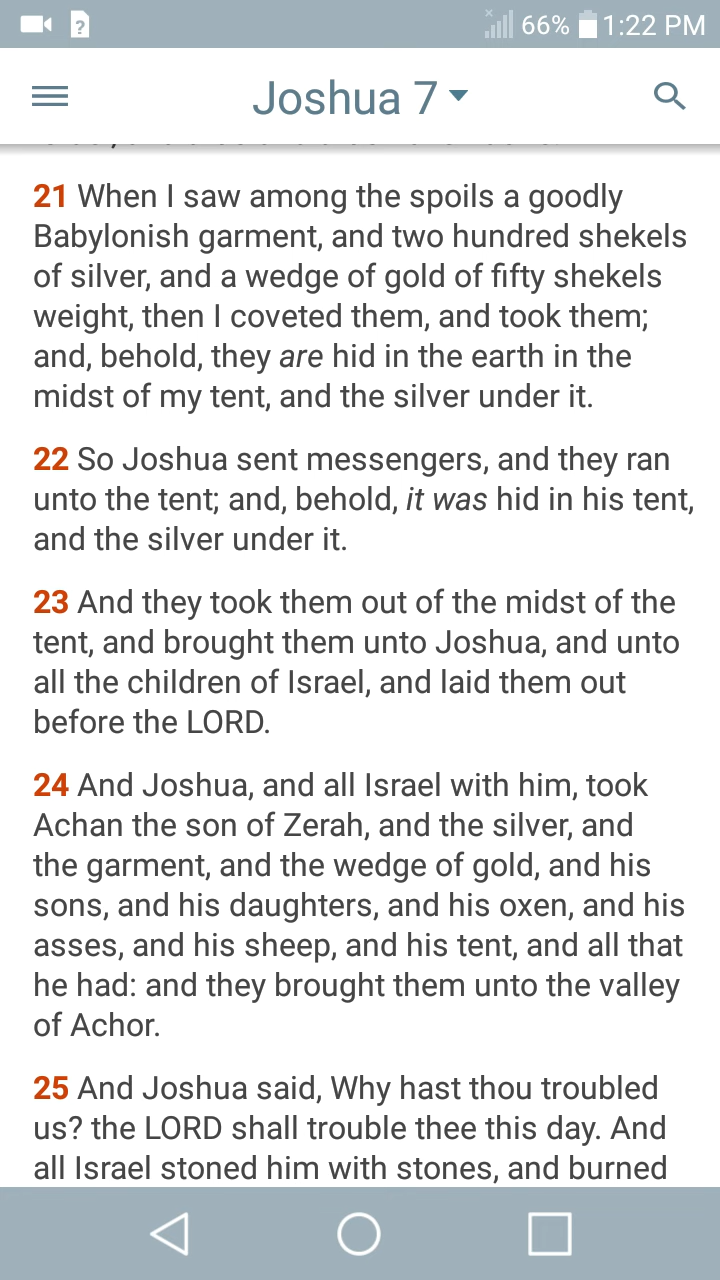 66% 1:22 PM
Joshua 7
21 When I saw among the spoils a goodly
Babylonish garment, and two hundred shekels
of silver, and a wedge of gold of fifty shekels
weight, then I coveted them, and took them;
and, behold, they are hid in the earth in the
midst of my tent, and the silver under it.
22 So Joshua sent messengers, and they ran
unto the tent; and, behold, it was hid in his tent,
and the silver under it.
23 And they took them out of the midst of the
tent, and brought them unto Joshua, and unto
all the children of Israel, and laid them out
before the LORD.
24 And Joshua, and all Israel with him, took
Achan the son of Zerah, and the silver, and
the garment, and the wedge of gold, and his
sons, and his daughters, and his oxen, and his
asses, and his sheep, and his tent, and all that
he had: and they brought them unto the valley
of Achor.
25 And Joshua said, Why hast thou troubled
us? the LORD shall trouble thee this day. And
all Israel stoned him with stones, and burned